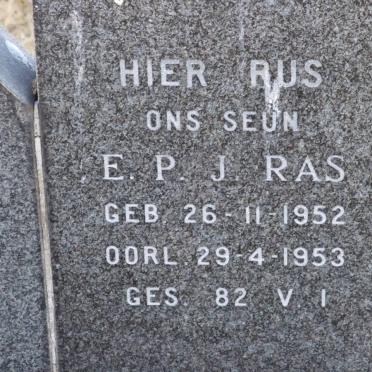 HIER RUS
ONS SEUN
E. P. J. RAS
GEB. 26-11-1952
OORL. 29-4-1953
GES. 82 V. 1